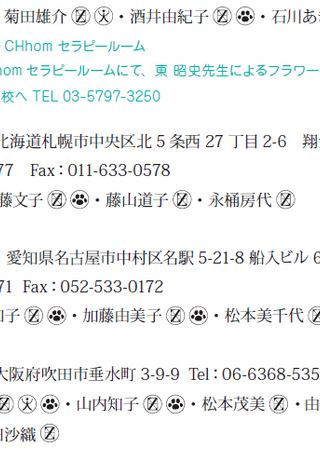 菊田雄介 Ⓩ ・酒井由紀子 Ⓩ ・石川あ
CHhom セラピールーム
hom セラピールームにて、東 昭史先生によるフラワー
校へ TEL 03-5797-3250
北海道札幌市中央区北 5 条西 27 丁目 2-6 翔
77 Fax:011-633-0578
藤文子 Ⓩ ・藤山道子 Ⓩ・永桶房代 Ⓩ
愛知県名古屋市中村区名駅 5-21-8 船入ビル 6
71 Fax:052-533-0172
子 Ⓩ ・加藤由美子 Ⓩ ・松本美千代
大阪府吹田市垂水町 3-9-9 Tel:06-6368-535
Ⓩ ・山内知子 Ⓩ ・松本茂美 Ⓩ・由
沙織 Ⓩ